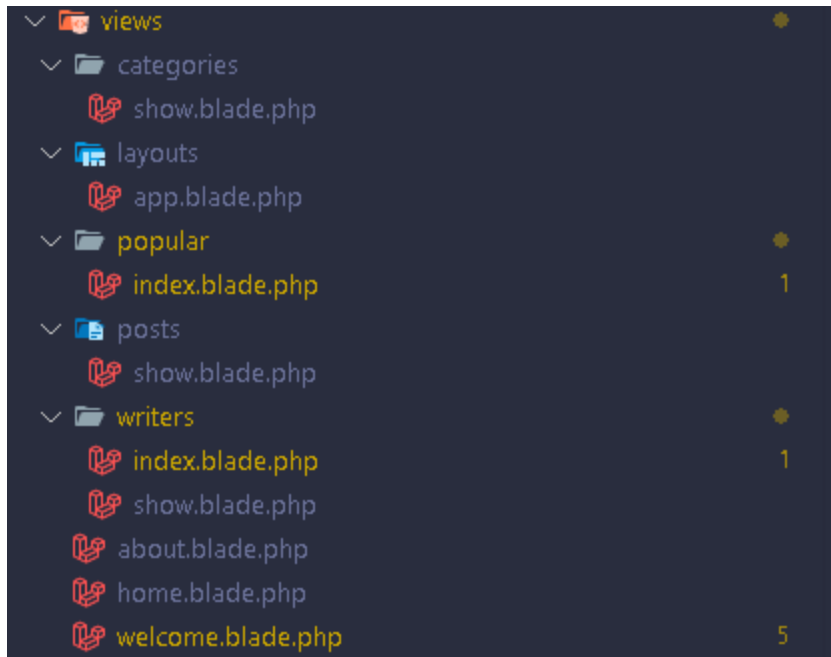 views
categories
show.blade.php
layouts
app.blade.php
popular
index.blade.php 1
posts
show.blade.php
writers
index.blade.php 1
show.blade.php
about.blade.php
home.blade.php
welcome.blade.php 5